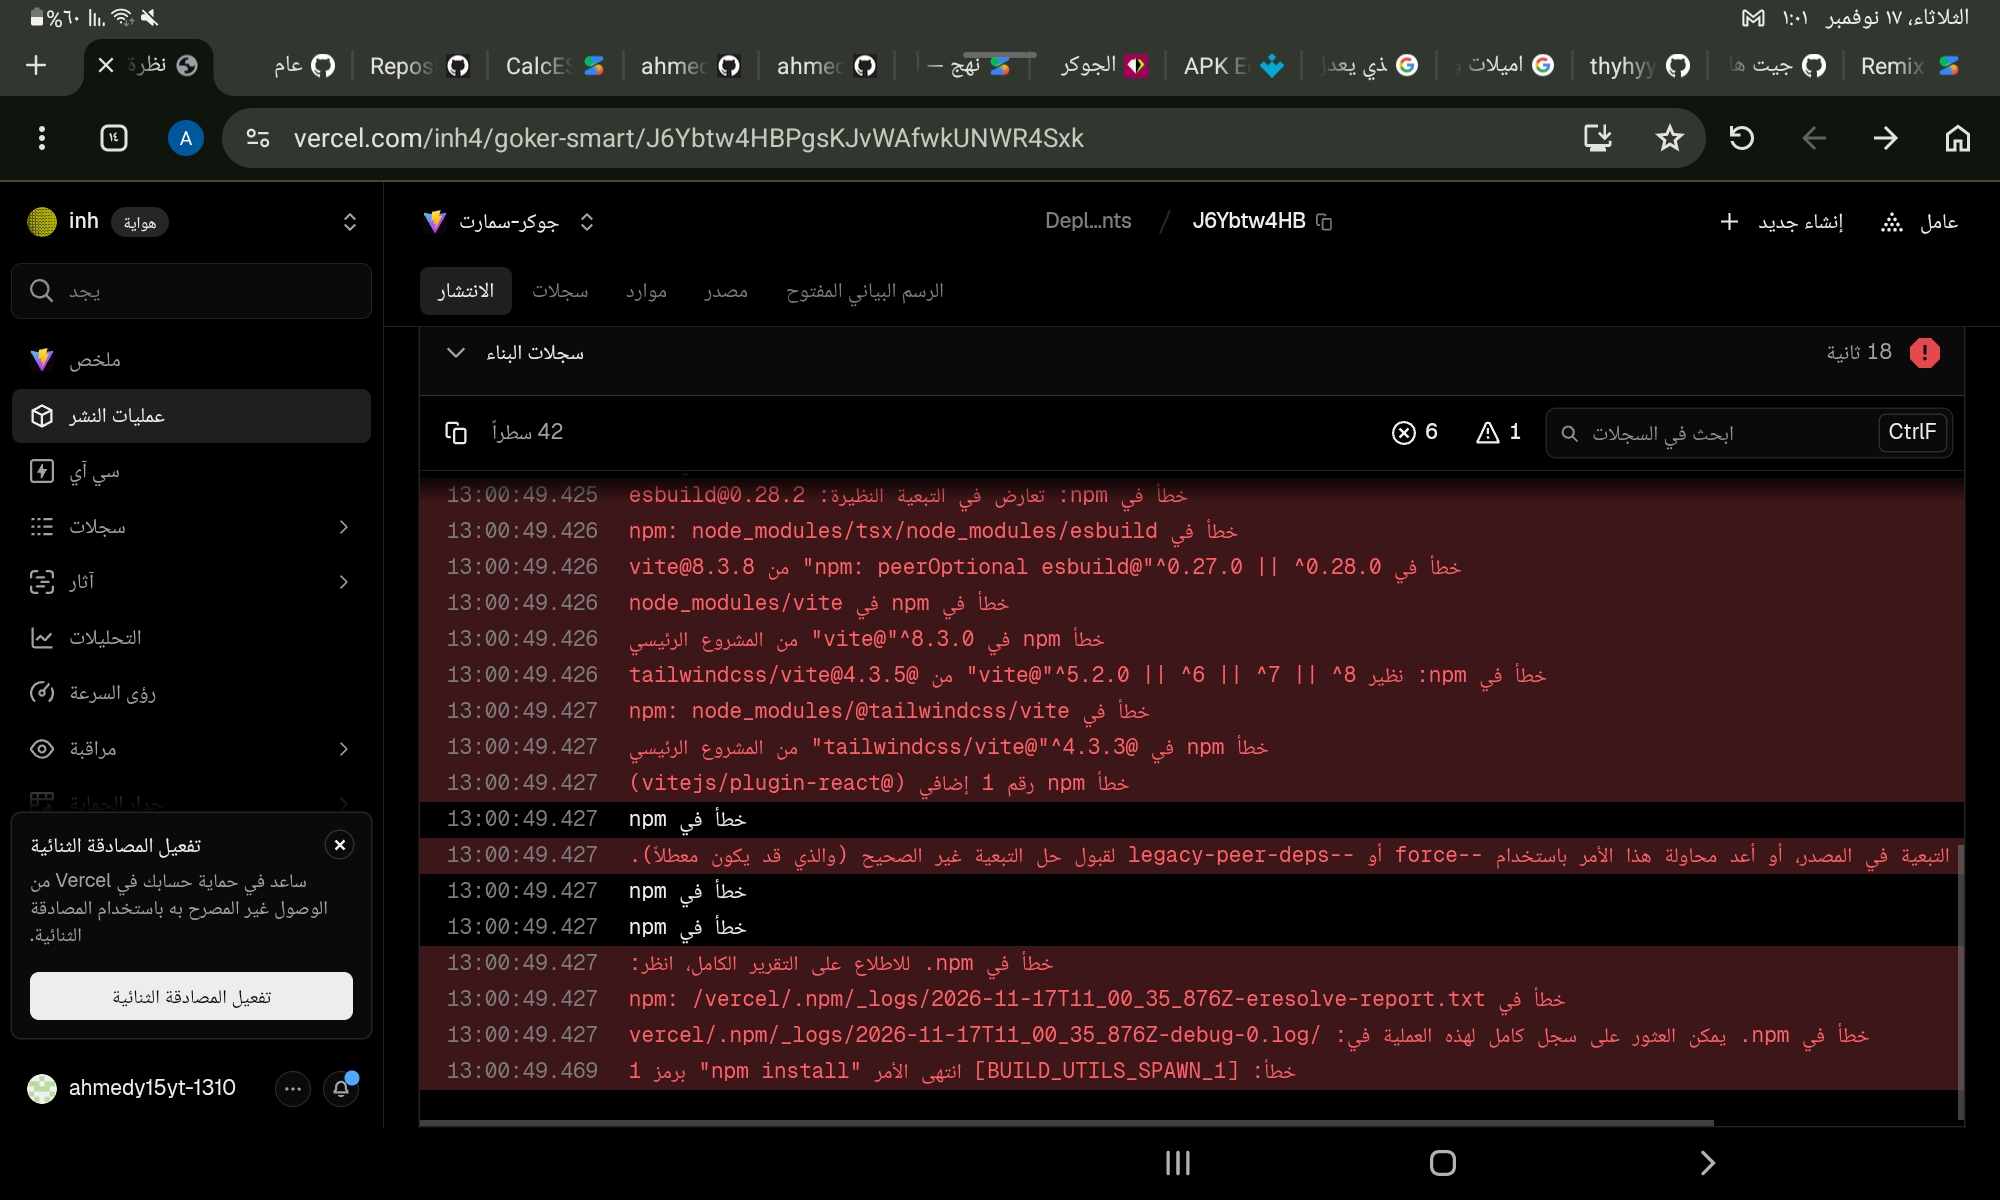 الثلاثاء، ١٧ نوفمبر ١:٠١
%٦٠
Remix
جيت ها
thyhyy
اميلات و
ذي يعدل
APK E
الجوكر
نهج —
ahmec
ahmec
CalcES
Repos
عام
نظرة
vercel.com/inh4/goker-smart/J6Ybtw4HBPgsKJvWAfwkUNWR4Sxk
A
١٤
inh هواية
جوكر-سمارت
Depl...nts / J6Ybtw4HB
إنشاء جديد
عامل
يجد
الانتشار
سجلات
موارد
مصدر
الرسم البياني المفتوح
ملخص
عمليات النشر
سي آي
سجلات
آثار
التحليلات
رؤى السرعة
مراقبة
جدار الحماية
تفعيل المصادقة الثنائية
ساعد في حماية حسابك في Vercel من
الوصول غير المصرح به باستخدام المصادقة
الثنائية.
تفعيل المصادقة الثنائية
ahmedy15yt-1310
سجلات البناء
18 ثانية
42 سطراً
6
1
ابحث في السجلات
CtrlF
13:00:49.425 خطأ في npm: تعارض في التبعية النظيرة: esbuild@0.28.2
13:00:49.426 خطأ في npm: node_modules/tsx/node_modules/esbuild
13:00:49.426 خطأ في npm: peerOptional esbuild@"^0.27.0 || ^0.28.0" من vite@8.3.8
13:00:49.426 خطأ في npm في node_modules/vite
13:00:49.426 خطأ npm في vite@"^8.3.0" من المشروع الرئيسي
13:00:49.426 خطأ في npm: نظير vite@"^5.2.0 || ^6 || ^7 || ^8" من @tailwindcss/vite@4.3.5
13:00:49.427 خطأ في npm: node_modules/@tailwindcss/vite
13:00:49.427 خطأ npm في @tailwindcss/vite@"^4.3.3" من المشروع الرئيسي
13:00:49.427 خطأ npm رقم 1 إضافي (@vitejs/plugin-react)
13:00:49.427 خطأ في npm
13:00:49.427 التبعية في المصدر، أو أعد محاولة هذا الأمر باستخدام --force أو --legacy-peer-deps لقبول حل التبعية غير الصحيح (والذي قد يكون معطلاً).
13:00:49.427 خطأ في npm
13:00:49.427 خطأ في npm
13:00:49.427 خطأ في npm. للاطلاع على التقرير الكامل، انظر:
13:00:49.427 خطأ في npm: /vercel/.npm/_logs/2026-11-17T11_00_35_876Z-eresolve-report.txt
13:00:49.427 خطأ في npm. يمكن العثور على سجل كامل لهذه العملية في: /vercel/.npm/_logs/2026-11-17T11_00_35_876Z-debug-0.log
13:00:49.469 خطأ: [BUILD_UTILS_SPAWN_1] انتهى الأمر "npm install" برمز 1